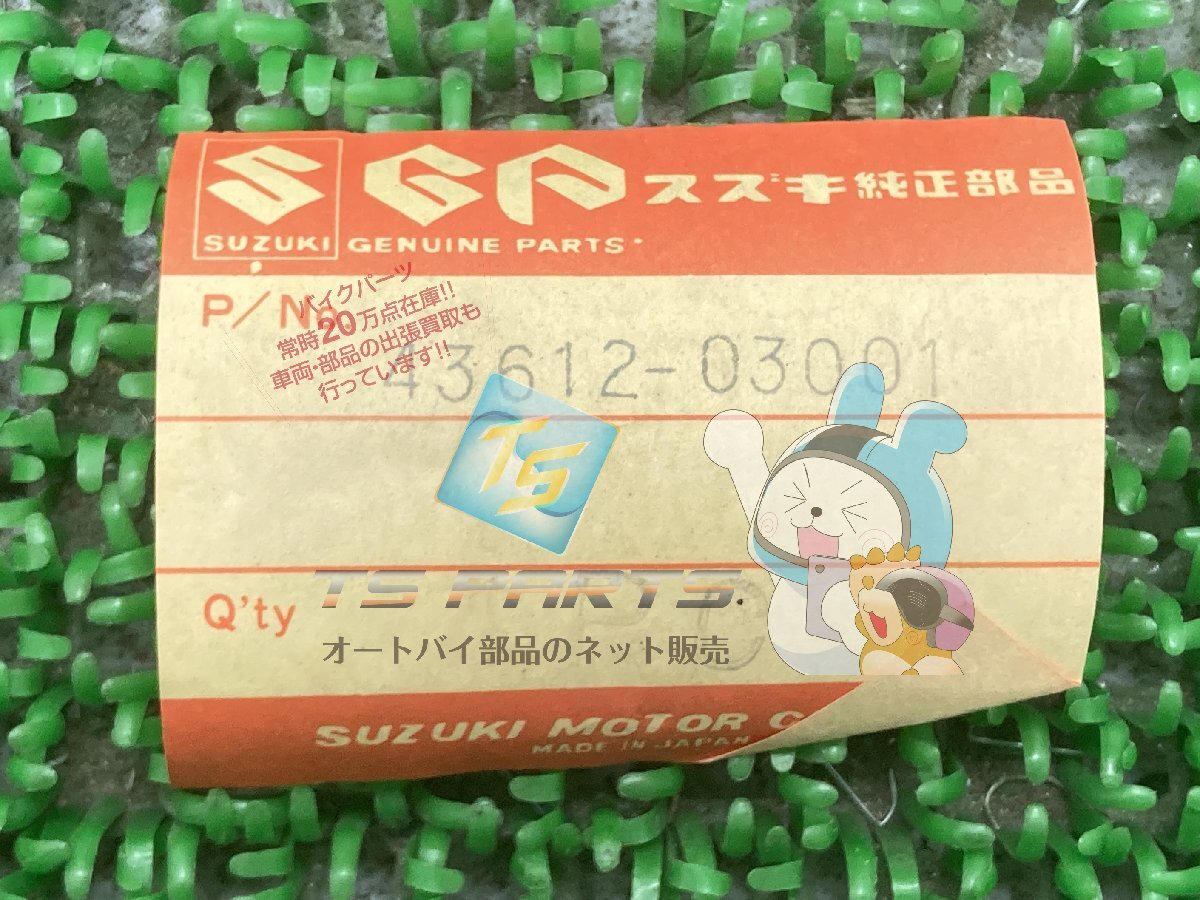 S SGP スズキ純正部品
SUZUKI GENUINE PARTS
P/No.
バイクパーツ
常時20万点在庫!!
車両・部品の出張買取も
行っています!!
43612-03001
TS
Q'ty
TS PARTS
オートバイ部品のネット販売
SUZUKI MOTOR C
MADE IN JAPAN